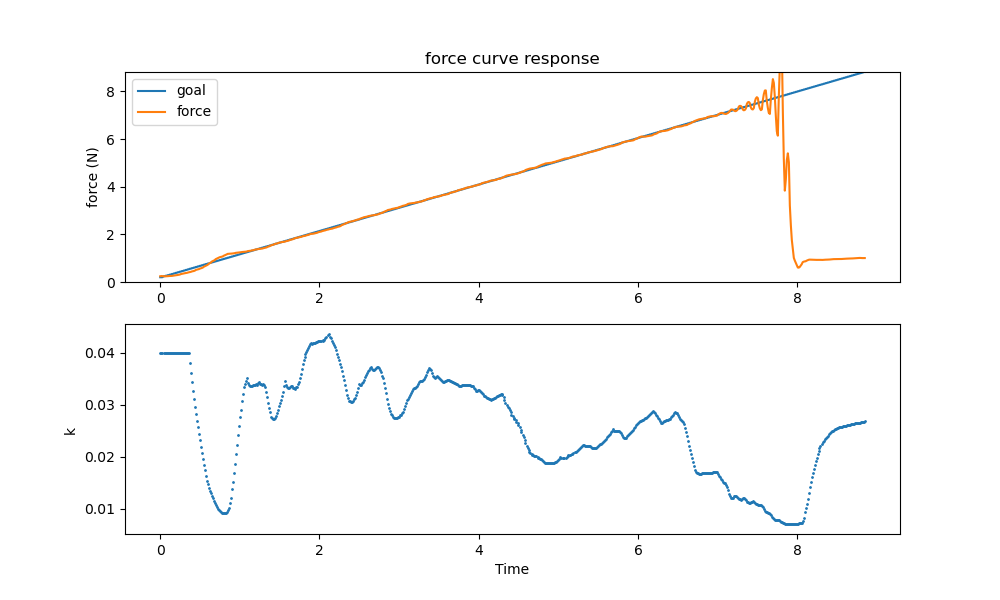 force curve response
goal
force
force (N)
8
6
4
2
0
0 2 4 6 8
k
0.04
0.03
0.02
0.01
0 2 4 6 8
Time